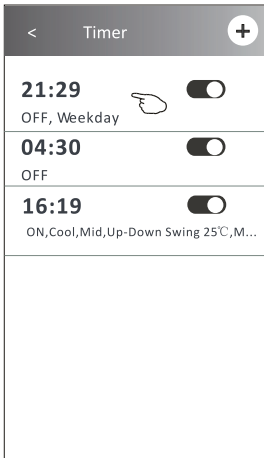 < Timer +
21:29
OFF, Weekday
04:30
OFF
16:19
ON,Cool,Mid,Up-Down Swing 25℃,M...